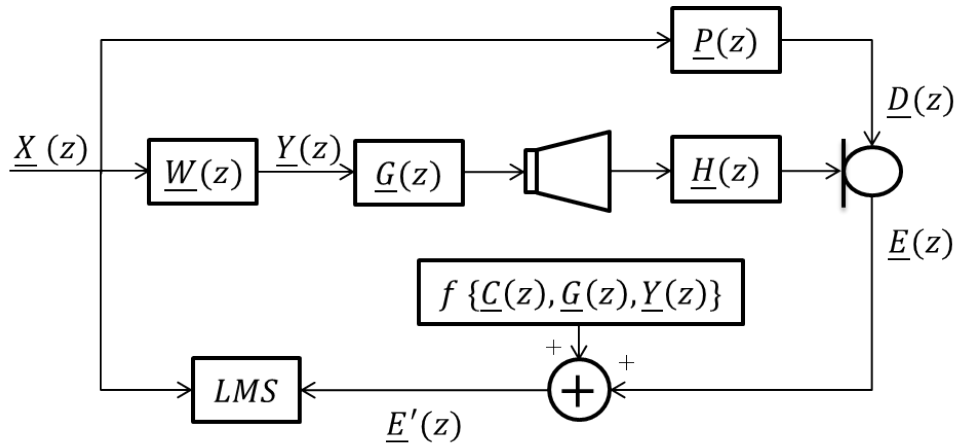 P(z)
D(z)
X (z)
W(z)
Y(z)
G(z)
H(z)
E(z)
f {C(z), G(z), Y(z)}
+
+
+
LMS
E'(z)